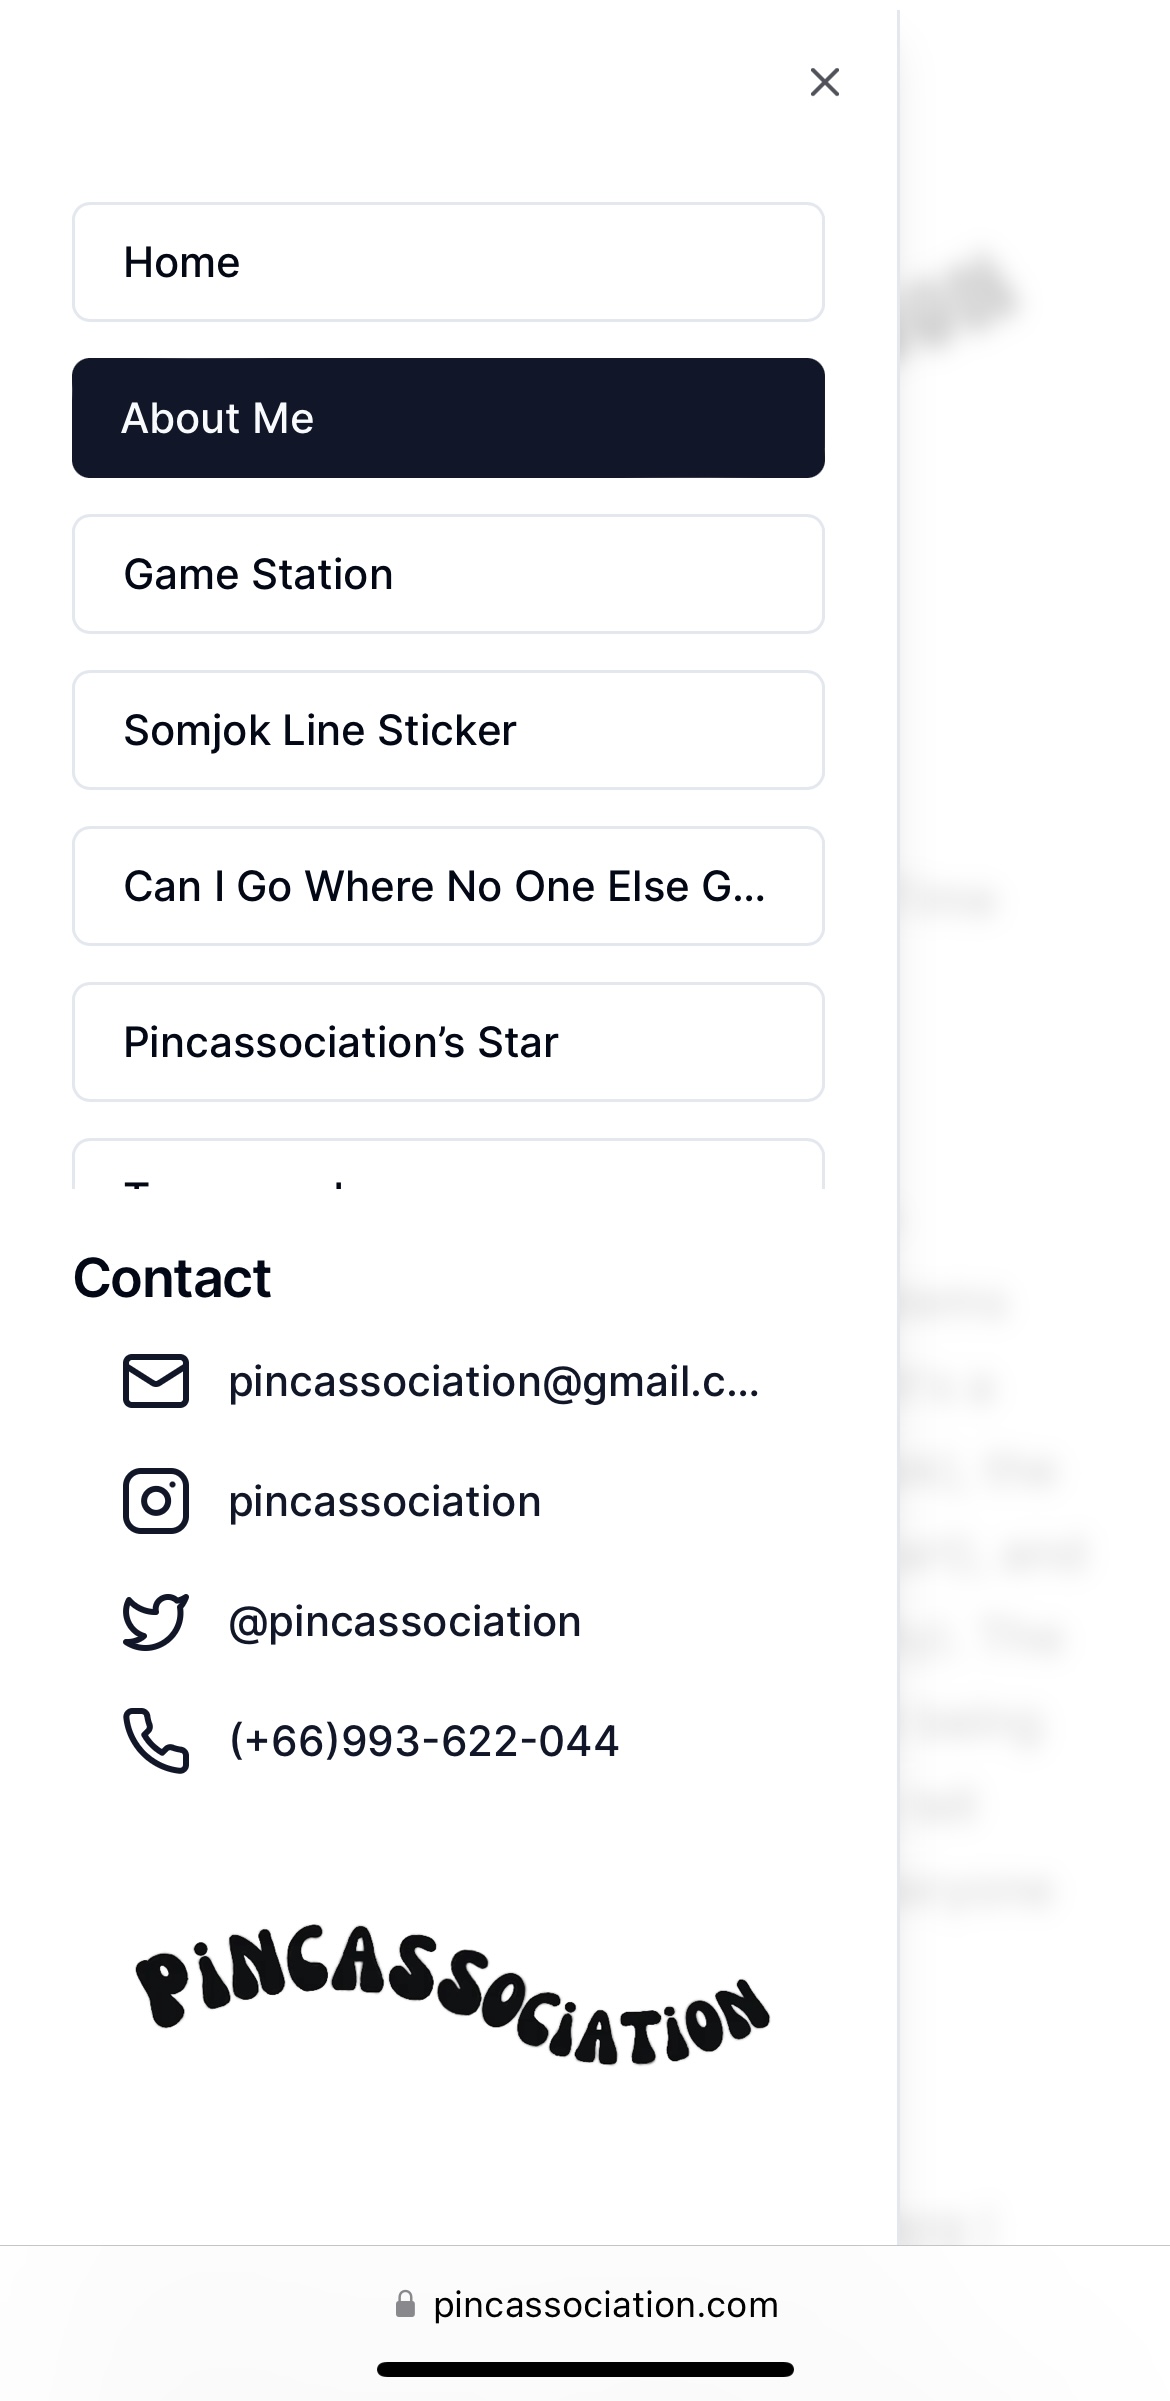 Home
About Me
Game Station
Somjok Line Sticker
Can I Go Where No One Else G...
Pincassociation’s Star
Contact
pincassociation@gmail.c...
pincassociation
@pincassociation
(+66)993-622-044
PiNCASSOCiATiON
pincassociation.com